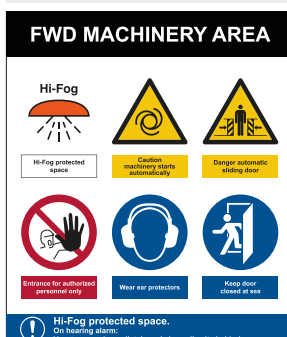 FWD MACHINERY AREA
Hi-Fog
Hi-Fog protected
space
Caution
machinery starts
automatically
Danger automatic
sliding door
Entrance for authorized
personnel only
Wear ear protectors
Keep door
closed at sea
Hi-Fog protected space.
On hearing alarm: